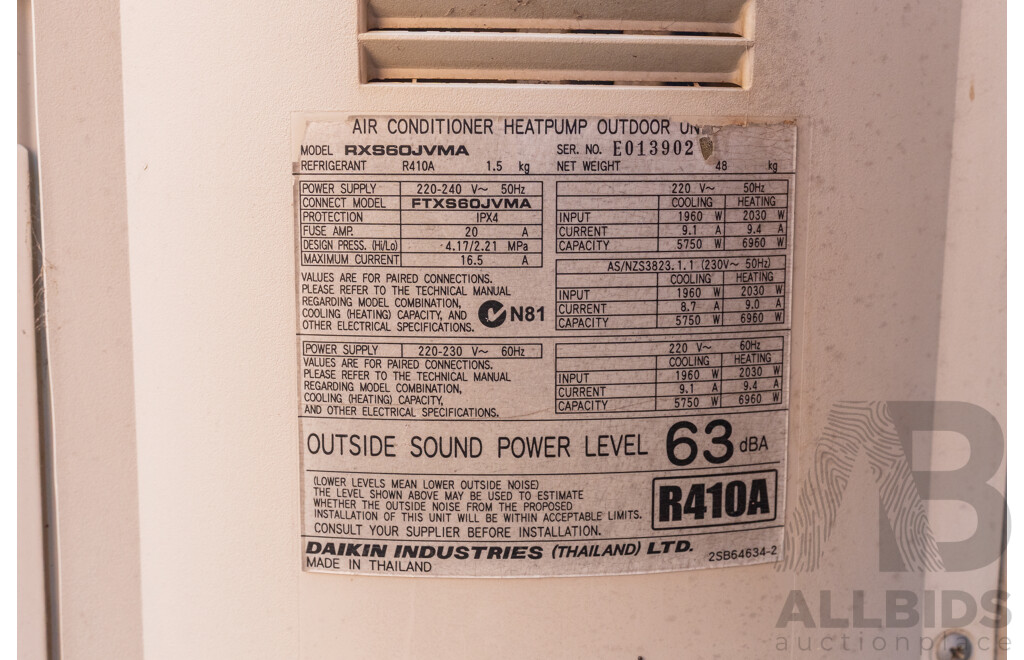 AIR CONDITIONER HEATPUMP OUTDOOR
MODEL RXS60JVMA SER. NO. E013902
REFRIGERANT R410A 1.5 kg NET WEIGHT 48 kg
POWER SUPPLY 220-240 V~ 50Hz
CONNECT MODEL FTXS60JVMA
PROTECTION IPX4
FUSE AMP. 20 A
DESIGN PRESS. (Hi/Lo) 4.17/2.21 MPa
MAXIMUM CURRENT 16.5 A
VALUES ARE FOR PAIRED CONNECTIONS.
PLEASE REFER TO THE TECHNICAL MANUAL
REGARDING MODEL COMBINATION,
COOLING (HEATING) CAPACITY, AND
OTHER ELECTRICAL SPECIFICATIONS.
N81
220 V~ 50Hz
COOLING HEATING
INPUT 1960 W 2030 W
CURRENT 9.1 A 9.4 A
CAPACITY 5750 W 6960 W
AS/NZS3823.1.1 (230V~ 50Hz)
COOLING HEATING
INPUT 1960 W 2030 W
CURRENT 8.7 A 9.0 A
CAPACITY 5750 W 6960 W
POWER SUPPLY 220-230 V~ 60Hz
VALUES ARE FOR PAIRED CONNECTIONS.
PLEASE REFER TO THE TECHNICAL MANUAL
REGARDING MODEL COMBINATION,
COOLING (HEATING) CAPACITY,
AND OTHER ELECTRICAL SPECIFICATIONS.
220 V~ 60Hz
COOLING HEATING
INPUT 1960 W 2030 W
CURRENT 9.1 A 9.4 A
CAPACITY 5750 W 6960 W
OUTSIDE SOUND POWER LEVEL 63 dBA
(LOWER LEVELS MEAN LOWER OUTSIDE NOISE)
THE LEVEL SHOWN ABOVE MAY BE USED TO ESTIMATE
WHETHER THE OUTSIDE NOISE FROM THE PROPOSED
INSTALLATION OF THIS UNIT WILL BE WITHIN ACCEPTABLE LIMITS.
CONSULT YOUR SUPPLIER BEFORE INSTALLATION.
R410A
DAIKIN INDUSTRIES (THAILAND) LTD.
MADE IN THAILAND
2SB64634-2
AB
ALLBIDS
auctionplace